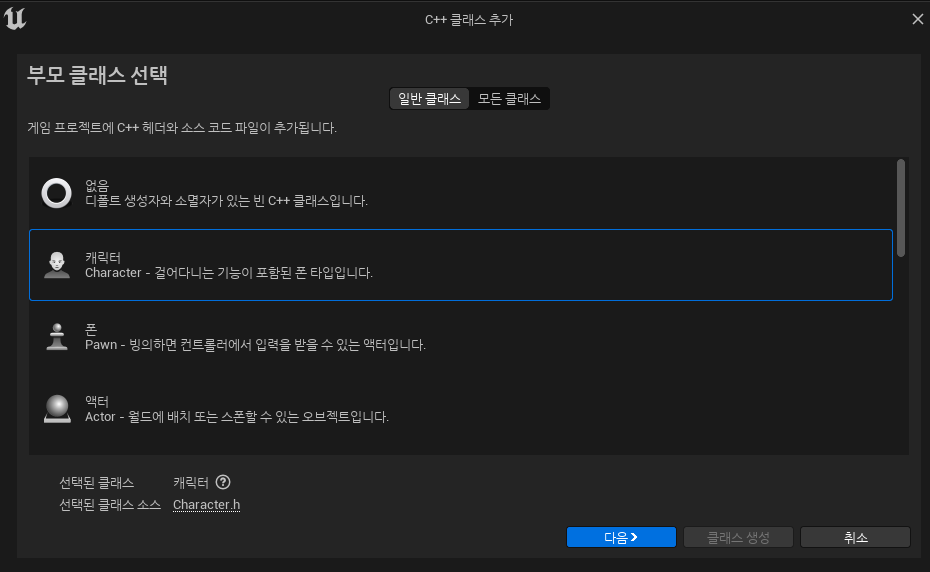 C++ 클래스 추가
부모 클래스 선택
일반 클래스 모든 클래스
게임 프로젝트에 C++ 헤더와 소스 코드 파일이 추가됩니다.
없음
디폴트 생성자와 소멸자가 있는 빈 C++ 클래스입니다.
캐릭터
Character - 걸어다니는 기능이 포함된 폰 타입입니다.
폰
Pawn - 빙의하면 컨트롤러에서 입력을 받을 수 있는 액터입니다.
액터
Actor - 월드에 배치 또는 스폰할 수 있는 오브젝트입니다.
선택된 클래스 캐릭터 ?
선택된 클래스 소스 Character.h
다음 클래스 생성 취소